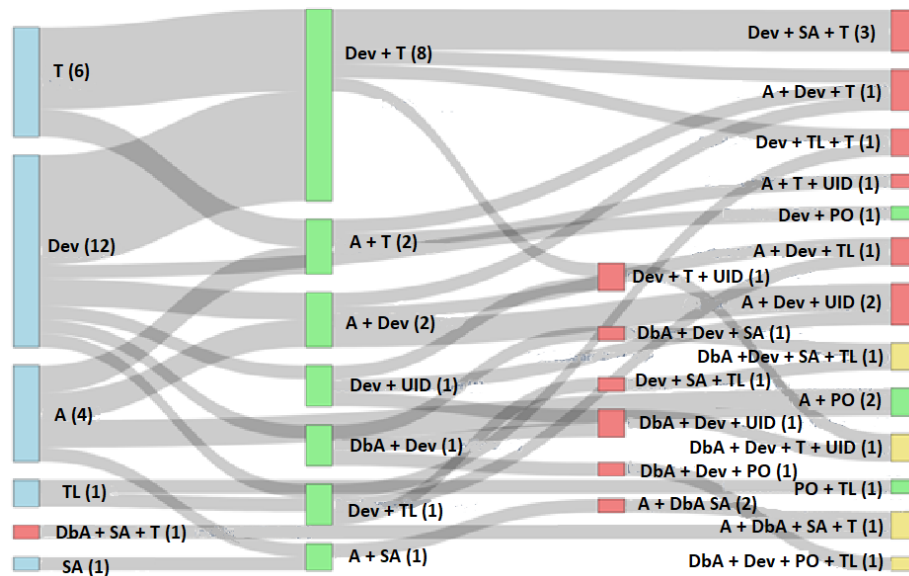 T (6)
Dev (12)
A (4)
TL (1)
DbA + SA + T (1)
SA (1)
Dev + T (8)
A + T (2)
A + Dev (2)
Dev + UID (1)
DbA + Dev (1)
Dev + TL (1)
A + SA (1)
Dev + T + UID (1)
DbA + Dev + SA (1)
Dev + SA + TL (1)
DbA + Dev + UID (1)
DbA + Dev + PO (1)
A + DbA SA (2)
Dev + SA + T (3)
A + Dev + T (1)
Dev + TL + T (1)
A + T + UID (1)
Dev + PO (1)
A + Dev + TL (1)
A + Dev + UID (2)
DbA +Dev + SA + TL (1)
A + PO (2)
DbA + Dev + T + UID (1)
PO + TL (1)
A + DbA + SA + T (1)
DbA + Dev + PO + TL (1)